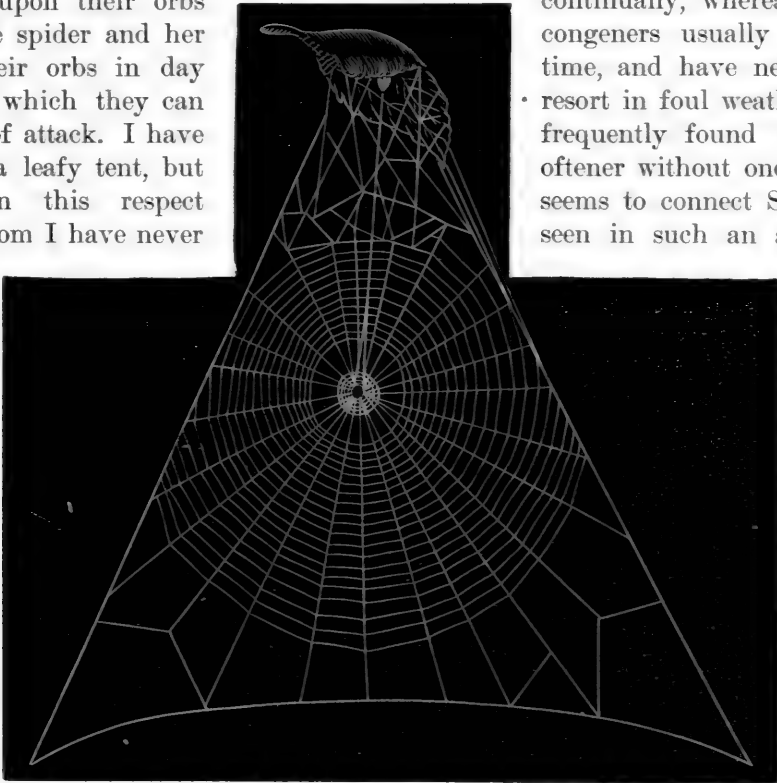 upon their orbs
spider and her
eir orbs in day
which they can
of attack. I have
a leafy tent, but
n this respect
om I have never
continually, wherea
congeners usually
time, and have ne
resort in foul weat
frequently found
oftener without on
seems to connect S
seen in such an a